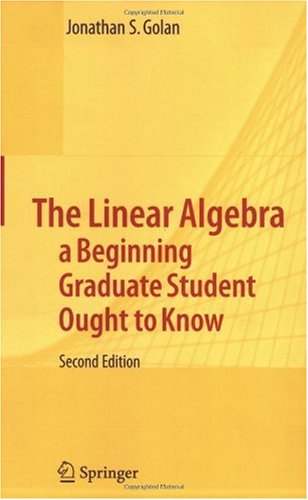 Jonathan S. Golan
The Linear Algebra
a Beginning
Graduate Student
Ought to Know
Second Edition
Springer